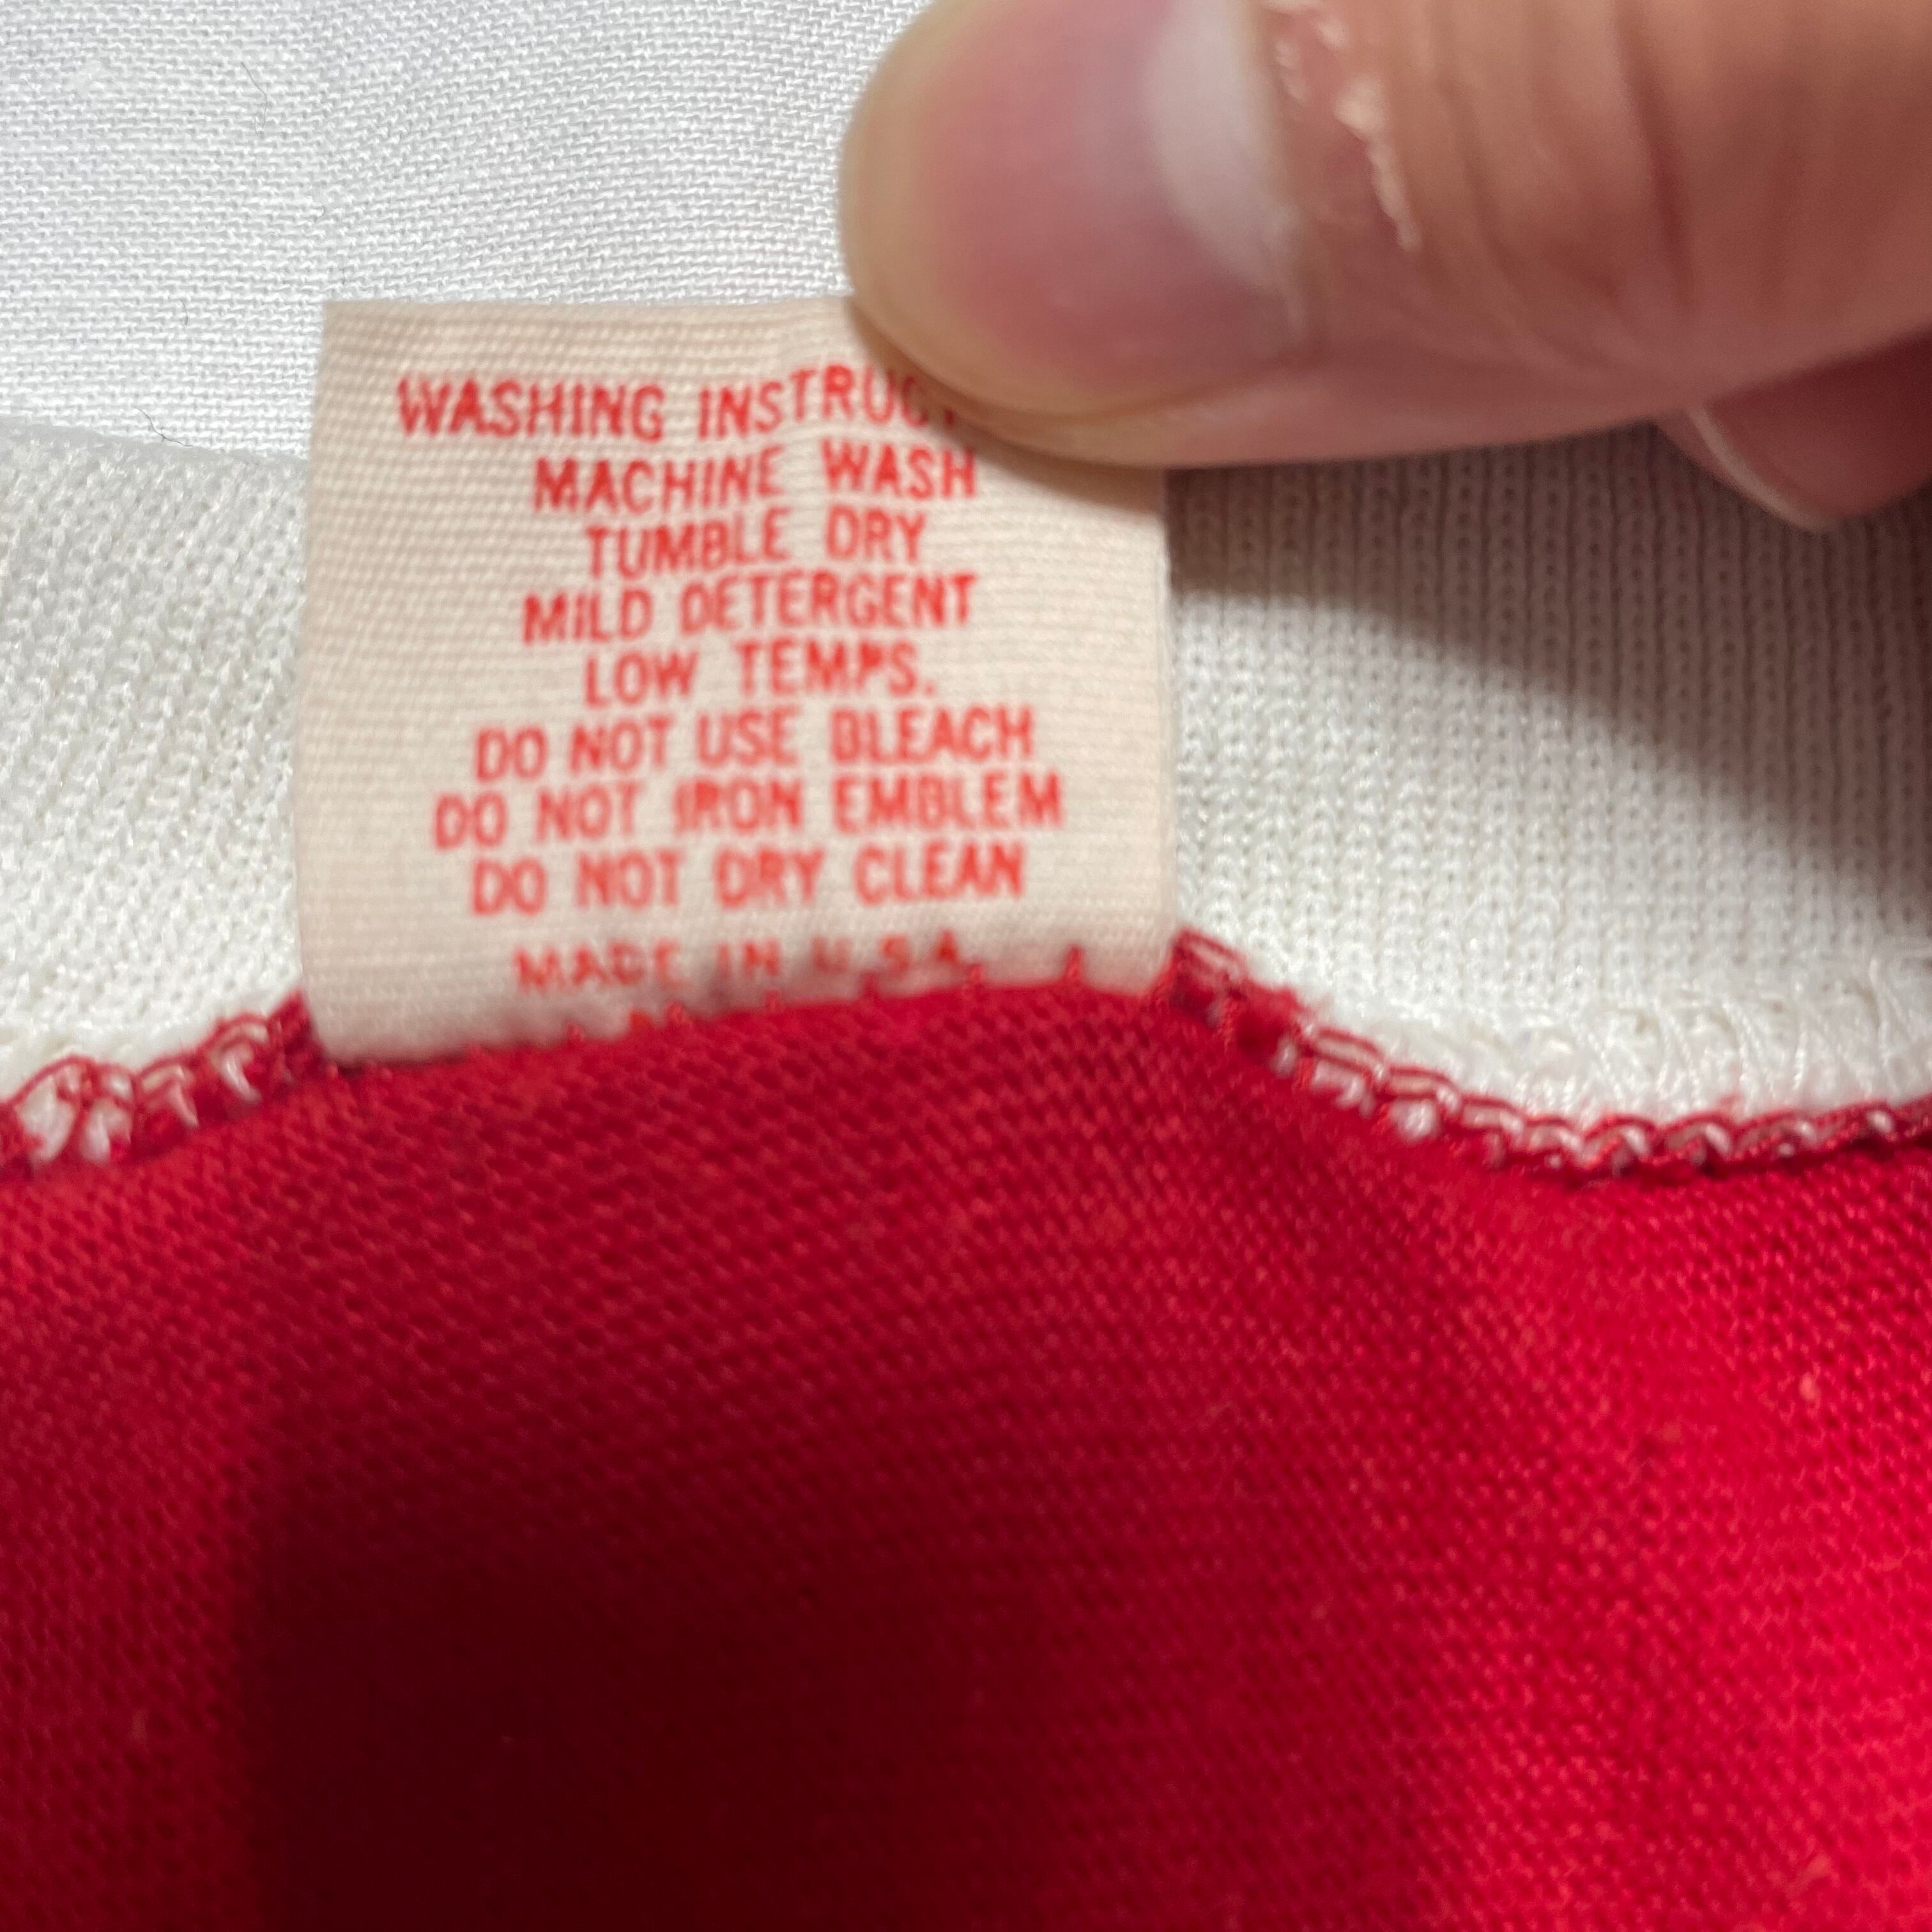 WASHING INSTRUCT
MACHINE WASH
TUMBLE DRY
MILD DETERGENT
LOW TEMPS.
DO NOT USE BLEACH
DO NOT IRON EMBLEM
DO NOT DRY CLEAN
MADE IN U.S.A.